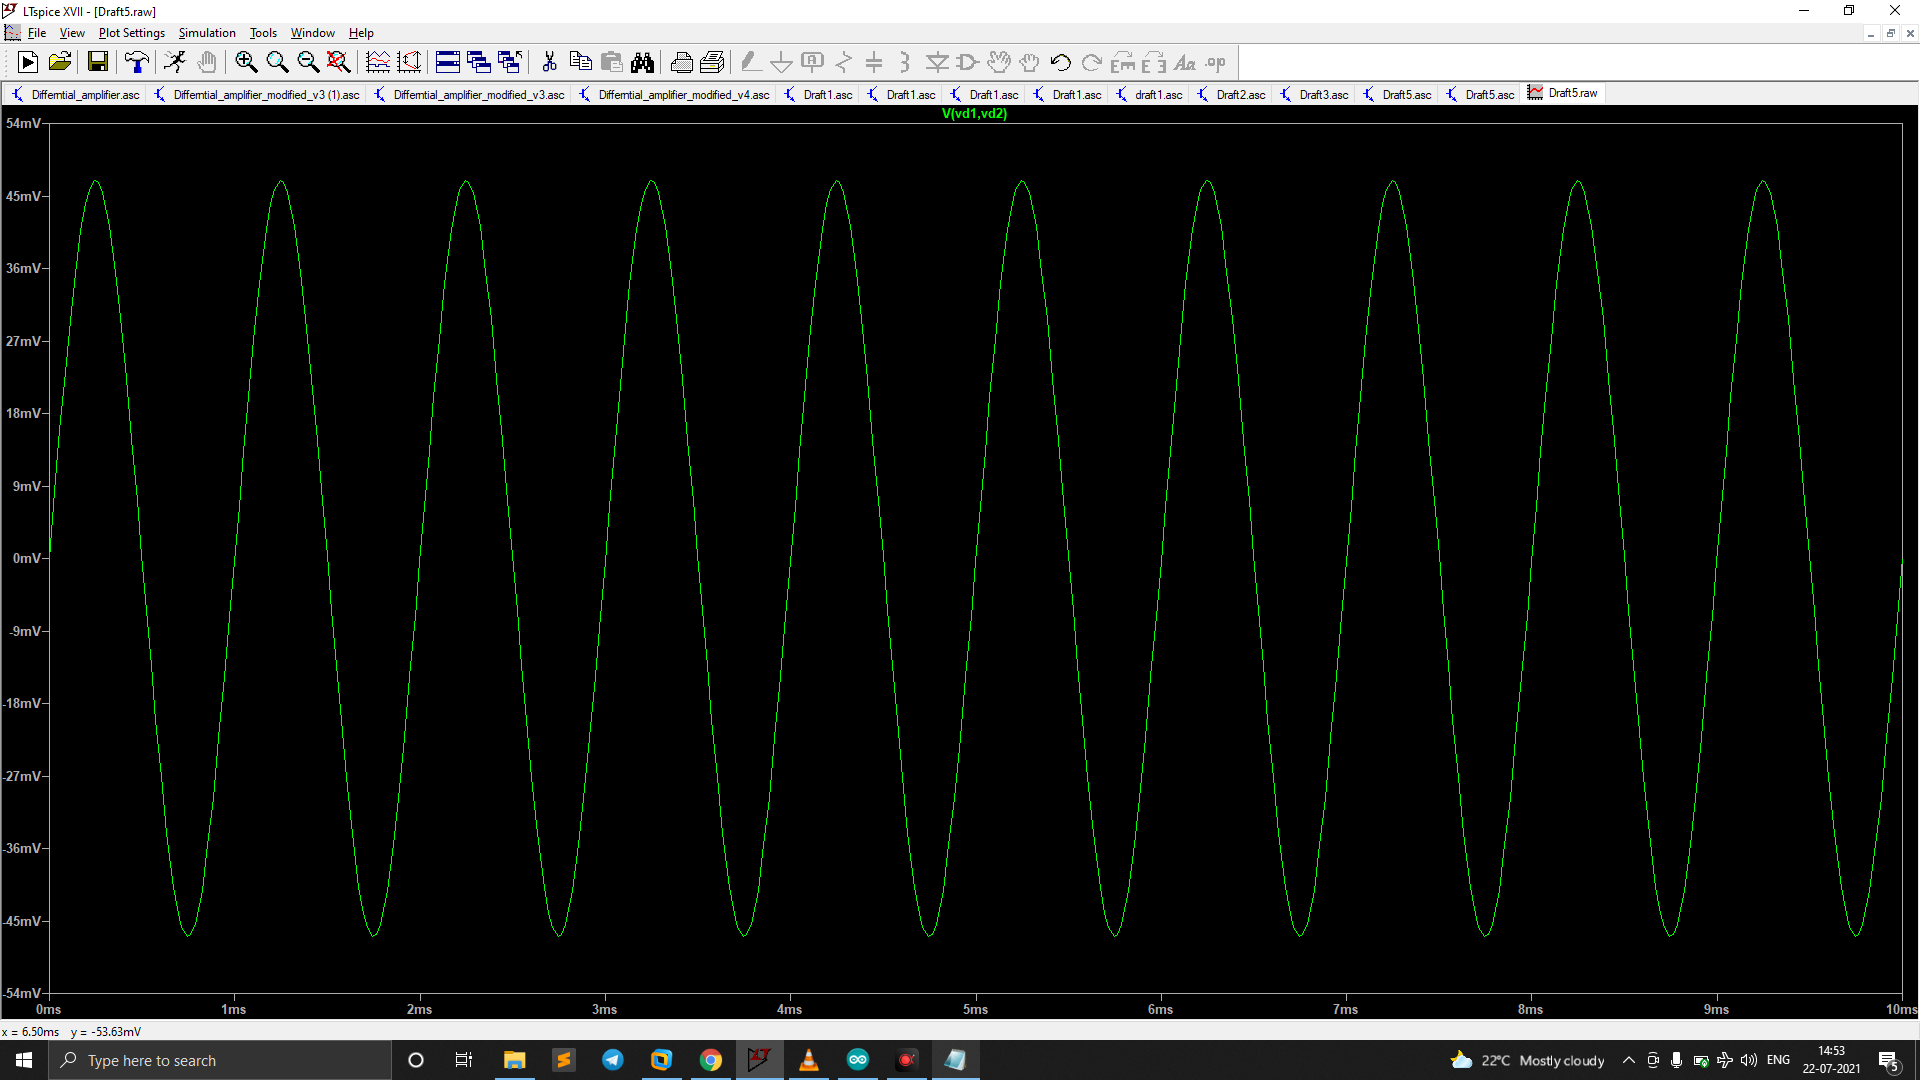 LTspice XVII - [Draft5.raw]
File View Plot Settings Simulation Tools Window Help
Differntial_amplifier.asc Differntial_amplifier_modified_v3 (1).asc Differntial_amplifier_modified_v3.asc Differntial_amplifier_modified_v4.asc Draft1.asc Draft1.asc Draft1.asc Draft1.asc draft1.asc Draft2.asc Draft3.asc Draft5.asc Draft5.asc Draft5.raw
V(vd1,vd2)
54mV
45mV
36mV
27mV
18mV
9mV
0mV
-9mV
-18mV
-27mV
-36mV
-45mV
-54mV
0ms 1ms 2ms 3ms 4ms 5ms 6ms 7ms 8ms 9ms 10ms
x = 6.50ms y = -53.63mV
Type here to search
22°C Mostly cloudy
ENG
14:53
22-07-2021
5